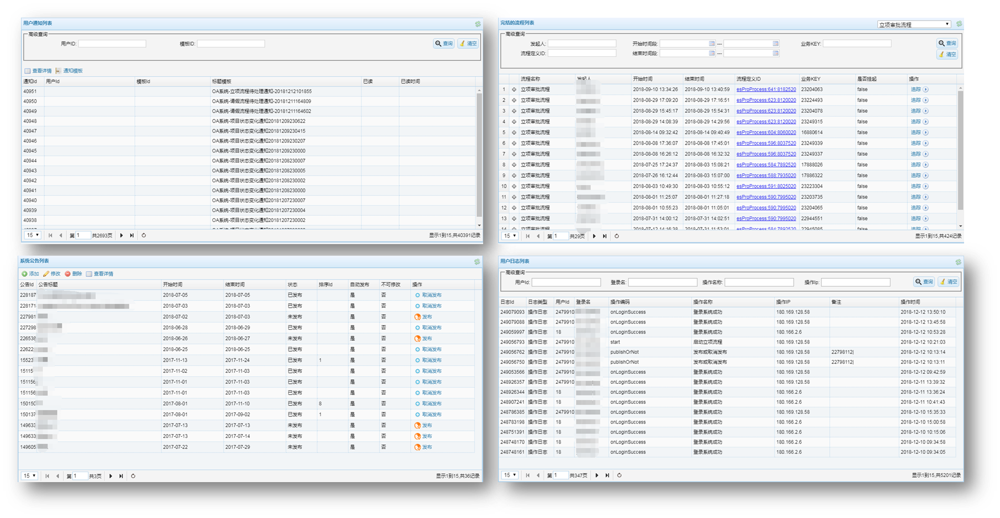 用户通知列表
高级查询
用户ID: 模板ID: 查询 清空
查看详情 通知模板
通知Id 用户Id 模板Id 标题模板 已读 已读时间
40951 OA系统-立项流程待处理通知-20181212101855
40950 OA系统-请假流程待处理通知-20181211164809
40949 OA系统-请假流程待处理通知-20181211164602
40948 OA系统-项目状态变化通知20181209230622
40947 OA系统-项目状态变化通知20181209230415
40946 OA系统-项目状态变化通知20181209230207
40945 OA系统-项目状态变化通知20181209230000
40944 OA系统-项目状态变化通知20181208230007
40943 OA系统-项目状态变化通知20181208230005
40942 OA系统-项目状态变化通知20181208230002
40941 OA系统-项目状态变化通知20181208230000
40940 OA系统-项目状态变化通知20181207230007
40939 OA系统-项目状态变化通知20181207230004
40938 OA系统-项目状态变化通知20181207230002
15 第 1 共2693页 显示1到15,共40391记录
完结的流程列表 立项审批流程
高级查询
发起人: 开始时间段: --- 业务KEY: 查询
流程定义ID: 结束时间段: --- 清空
流程名称 发起人 开始时间 结束时间 流程定义ID 业务KEY 是否挂起 操作
1 立项审批流程 2018-09-10 13:34:26 2018-09-10 13:40:59 esProProcess:641:8182520 23204063 false 追踪
2 立项审批流程 2018-08-29 17:09:20 2018-08-29 17:16:51 esProProcess:623:8120020 23224493 false 追踪
3 立项审批流程 2018-08-29 15:45:17 2018-08-29 15:54:31 esProProcess:623:8120020 23204078 false 追踪
4 立项审批流程 2018-08-29 14:08:39 2018-08-29 14:29:56 esProProcess:623:8120020 23249315 false 追踪
5 立项审批流程 2018-08-14 09:32:42 2018-08-14 09:40:49 esProProcess:604:8060020 16880614 false 追踪
6 立项审批流程 2018-08-08 17:36:07 2018-08-08 17:45:01 esProProcess:596:8037520 23249339 false 追踪
7 立项审批流程 2018-08-08 16:26:12 2018-08-08 16:32:32 esProProcess:596:8037520 23249337 false 追踪
8 立项审批流程 2018-07-25 17:24:37 2018-08-03 15:08:21 esProProcess:584:7892520 17888026 false 追踪
9 立项审批流程 2018-07-26 16:12:44 2018-08-03 15:07:00 esProProcess:588:7935020 17886322 false 追踪
10 立项审批流程 2018-08-03 10:49:30 2018-08-03 10:55:12 esProProcess:591:8025020 23223304 false 追踪
11 立项审批流程 2018-08-01 11:25:07 2018-08-01 11:27:18 esProProcess:590:7995020 23203735 false 追踪
12 立项审批流程 2018-08-01 10:55:23 2018-08-01 11:05:01 esProProcess:590:7995020 23204065 false 追踪
13 立项审批流程 2018-07-31 14:00:12 2018-07-31 14:02:51 esProProcess:590:7995020 22944551 false 追踪
14 立项审批流程 2018-07-12 14:16:38 2018-07-31 11:53:01 esProProcess:584:7892520 22945085 false 追踪
15 第 1 共29页 显示1到15,共424记录
系统公告列表
添加 修改 删除 查看详情
公告Id 公告标题 开始时间 结束时间 状态 排序Id 自动发布 不可修改 操作
228187 2018-07-05 2018-07-05 已发布 是 否 取消发布
228171 2018-07-03 2018-07-03 已发布 是 否 取消发布
227981 2018-07-02 2018-07-03 未发布 是 否 发布
227298 2018-06-28 2018-06-29 已发布 是 否 取消发布
226538 2018-06-26 2018-06-27 未发布 是 否 发布
22622 2018-06-25 2018-06-25 已发布 是 否 取消发布
15523 2017-11-13 2017-11-24 已发布 1 是 否 取消发布
15115 2017-11-02 2017-11-03 已发布 是 否 取消发布
151156 2017-11-01 2017-11-03 已发布 是 否 取消发布
151156 2017-11-01 2017-11-03 已发布 是 否 取消发布
150150 2017-08-01 2017-11-10 已发布 8 是 否 取消发布
150137 2017-08-01 2017-09-02 已发布 1 是 否 取消发布
149633 2017-07-13 2017-07-13 未发布 是 否 发布
149633 2017-07-13 2017-07-14 未发布 是 否 发布
149605 2017-07-22 2017-07-29 未发布 是 否 发布
15 第 1 共3页 显示1到15,共36记录
用户日志列表
高级查询
用户Id: 登录名: 操作名称: 操作Ip: 查询 清空
日志Id 日志类型 用户Id 登录名 操作编码 操作名称 操作IP 备注 操作时间
249079093 操作日志 2479910 onLoginSuccess 登录系统成功 180.169.128.58 2018-12-12 13:50:10
249079088 操作日志 2479910 onLoginSuccess 登录系统成功 180.169.128.58 2018-12-12 13:45:58
249059997 操作日志 18 onLoginSuccess 登录系统成功 180.166.2.6 2018-12-12 10:53:28
249056793 操作日志 2479910 start 启动立项流程 180.169.128.58 2018-12-12 10:21:03
249056762 操作日志 2479910 publishOrNot 发布或取消发布 180.169.128.58 22798112| 2018-12-12 10:13:14
249056750 操作日志 2479910 publishOrNot 发布或取消发布 180.169.128.58 22798112| 2018-12-12 10:13:11
249053566 操作日志 2479910 onLoginSuccess 登录系统成功 180.169.128.58 2018-12-12 09:42:59
248926357 操作日志 2479910 onLoginSuccess 登录系统成功 180.169.128.58 2018-12-11 13:39:32
248926344 操作日志 18 onLoginSuccess 登录系统成功 180.166.2.6 2018-12-11 13:36:24
248907241 操作日志 18 onLoginSuccess 登录系统成功 180.166.2.6 2018-12-11 10:41:43
248786385 操作日志 2479910 onLoginSuccess 登录系统成功 180.169.128.58 2018-12-10 15:35:33
248783198 操作日志 18 onLoginSuccess 登录系统成功 180.166.2.6 2018-12-10 15:00:58
248751391 操作日志 18 onLoginSuccess 登录系统成功 180.166.2.6 2018-12-10 10:15:06
248748170 操作日志 18 onLoginSuccess 登录系统成功 180.166.2.6 2018-12-10 09:34:58
248748161 操作日志 18 onLoginSuccess 登录系统成功 180.166.2.6 2018-12-10 09:34:05
15 第 1 共347页 显示1到15,共5201记录